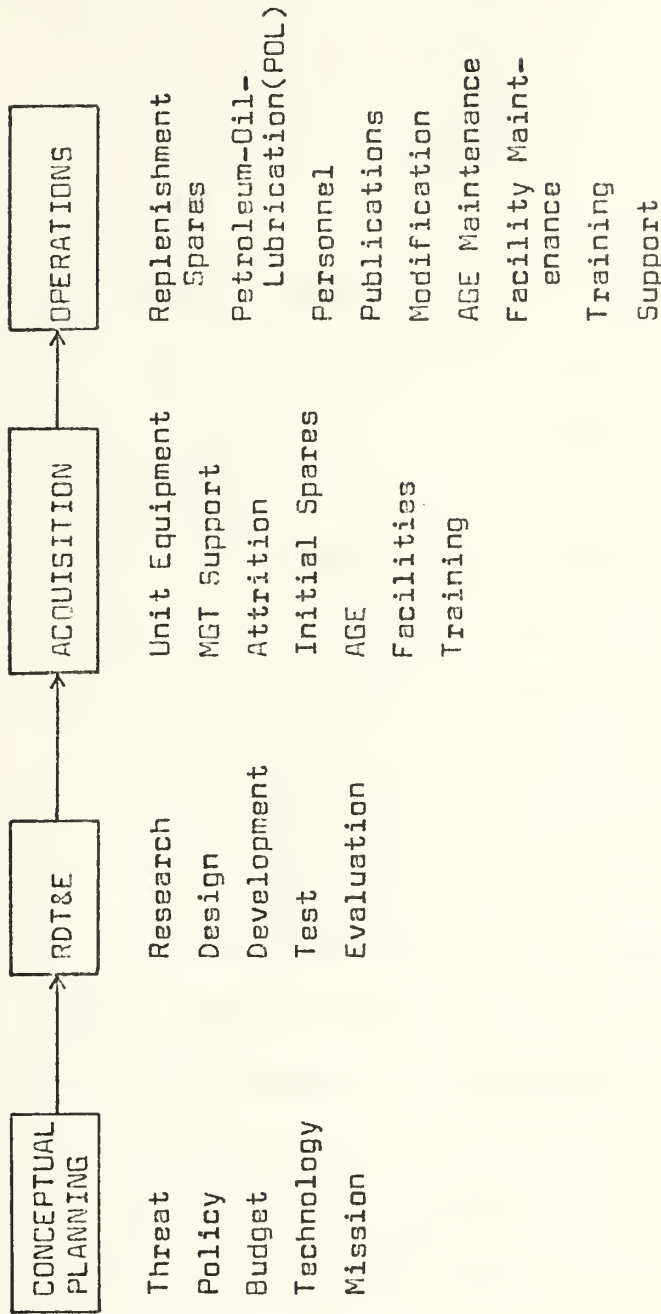 CONCEPTUAL
PLANNING
Threat
Policy
Budget
Technology
Mission
RDT&E
Research
Design
Development
Test
Evaluation
ACQUISITION
Unit Equipment
MGT Support
Attrition
Initial Spares
AGE
Facilities
Training
OPERATIONS
Replenishment
Spares
Petroleum-Oil-
Lubrication(POL)
Personnel
Publications
Modification
AGE Maintenance
Facility Maint-
enance
Training
Support